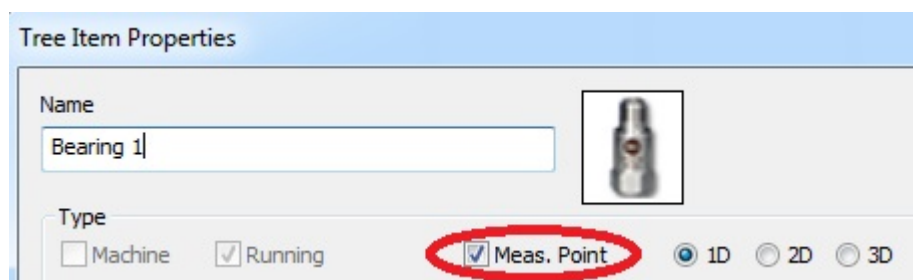 Tree Item Properties
Name
Bearing 1
Type
Machine Running Meas. Point 1D 2D 3D